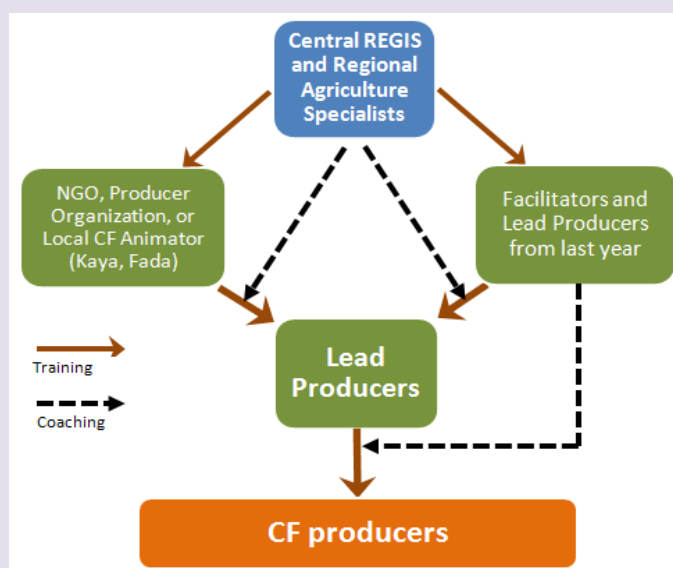 Central REGIS
and Regional
Agriculture
Specialists
NGO, Producer
Organization, or
Local CF Animator
(Kaya, Fada)
Facilitators and
Lead Producers
from last year
Lead
Producers
Training
Coaching
CF producers